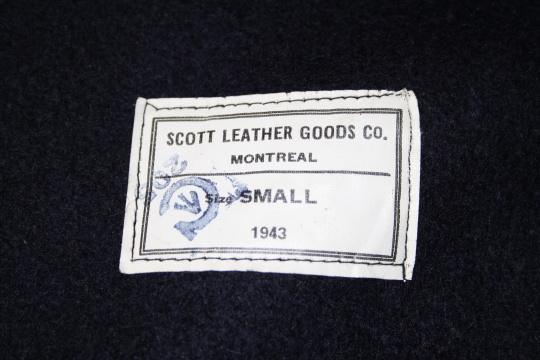 SCOTT LEATHER GOODS CO.
MONTREAL
Size SMALL
1943